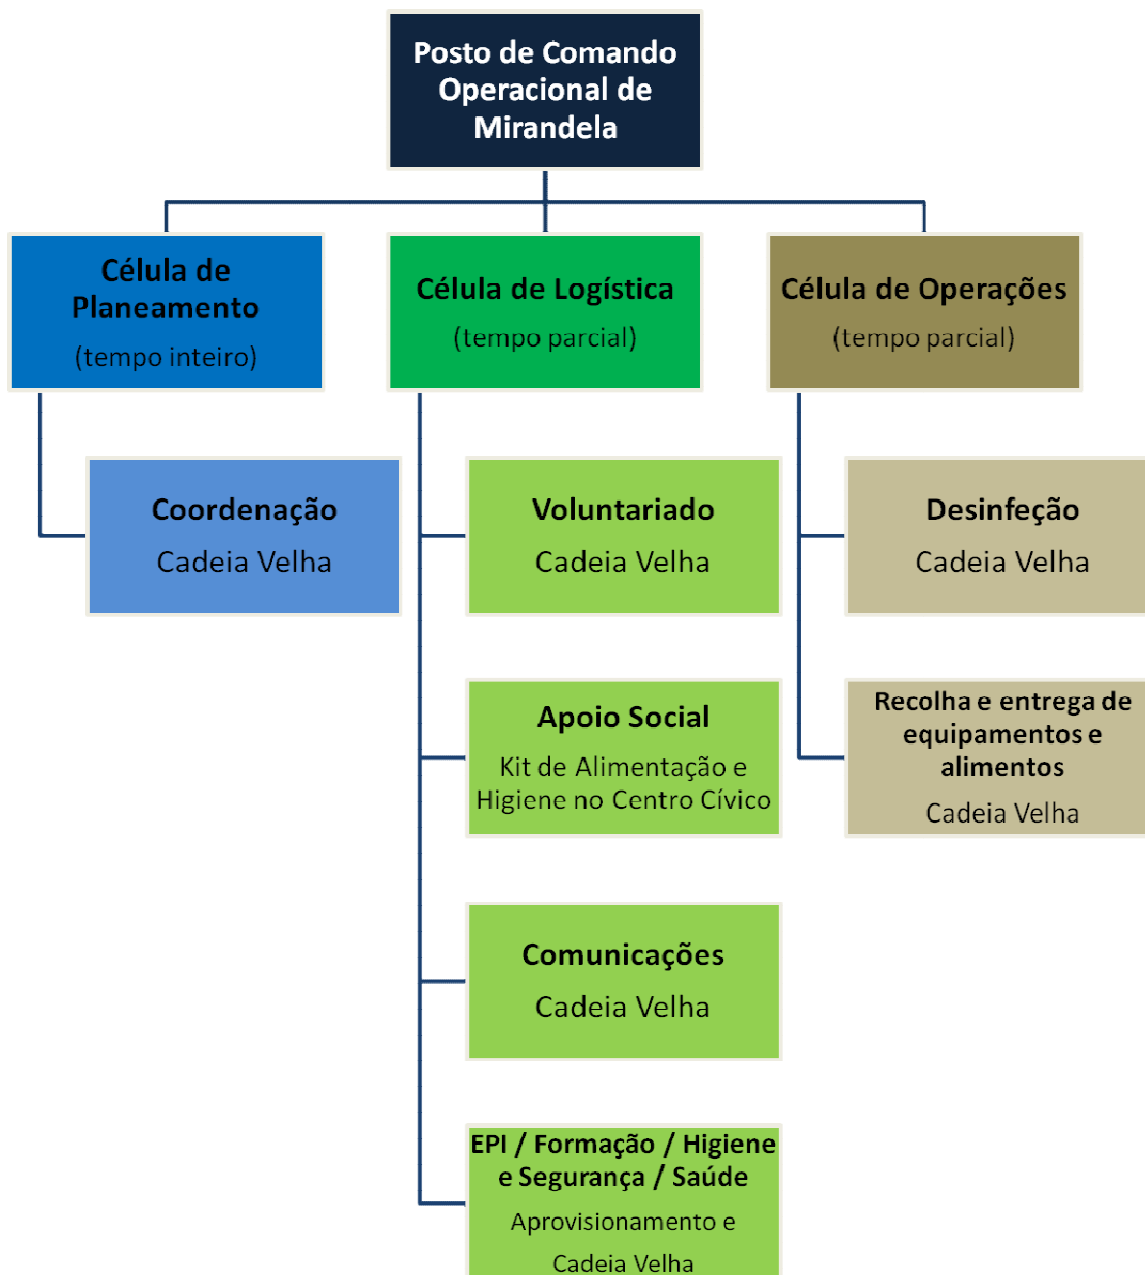 Posto de Comando
Operacional de
Mirandela
Célula de
Planeamento
(tempo inteiro)
Célula de Logística
(tempo parcial)
Célula de Operações
(tempo parcial)
Coordenação
Cadeia Velha
Voluntariado
Cadeia Velha
Desinfeção
Cadeia Velha
Apoio Social
Kit de Alimentação e
Higiene no Centro Cívico
Recolha e entrega de
equipamentos e
alimentos
Cadeia Velha
Comunicações
Cadeia Velha
EPI / Formação / Higiene
e Segurança / Saúde
Aprovisionamento e
Cadeia Velha